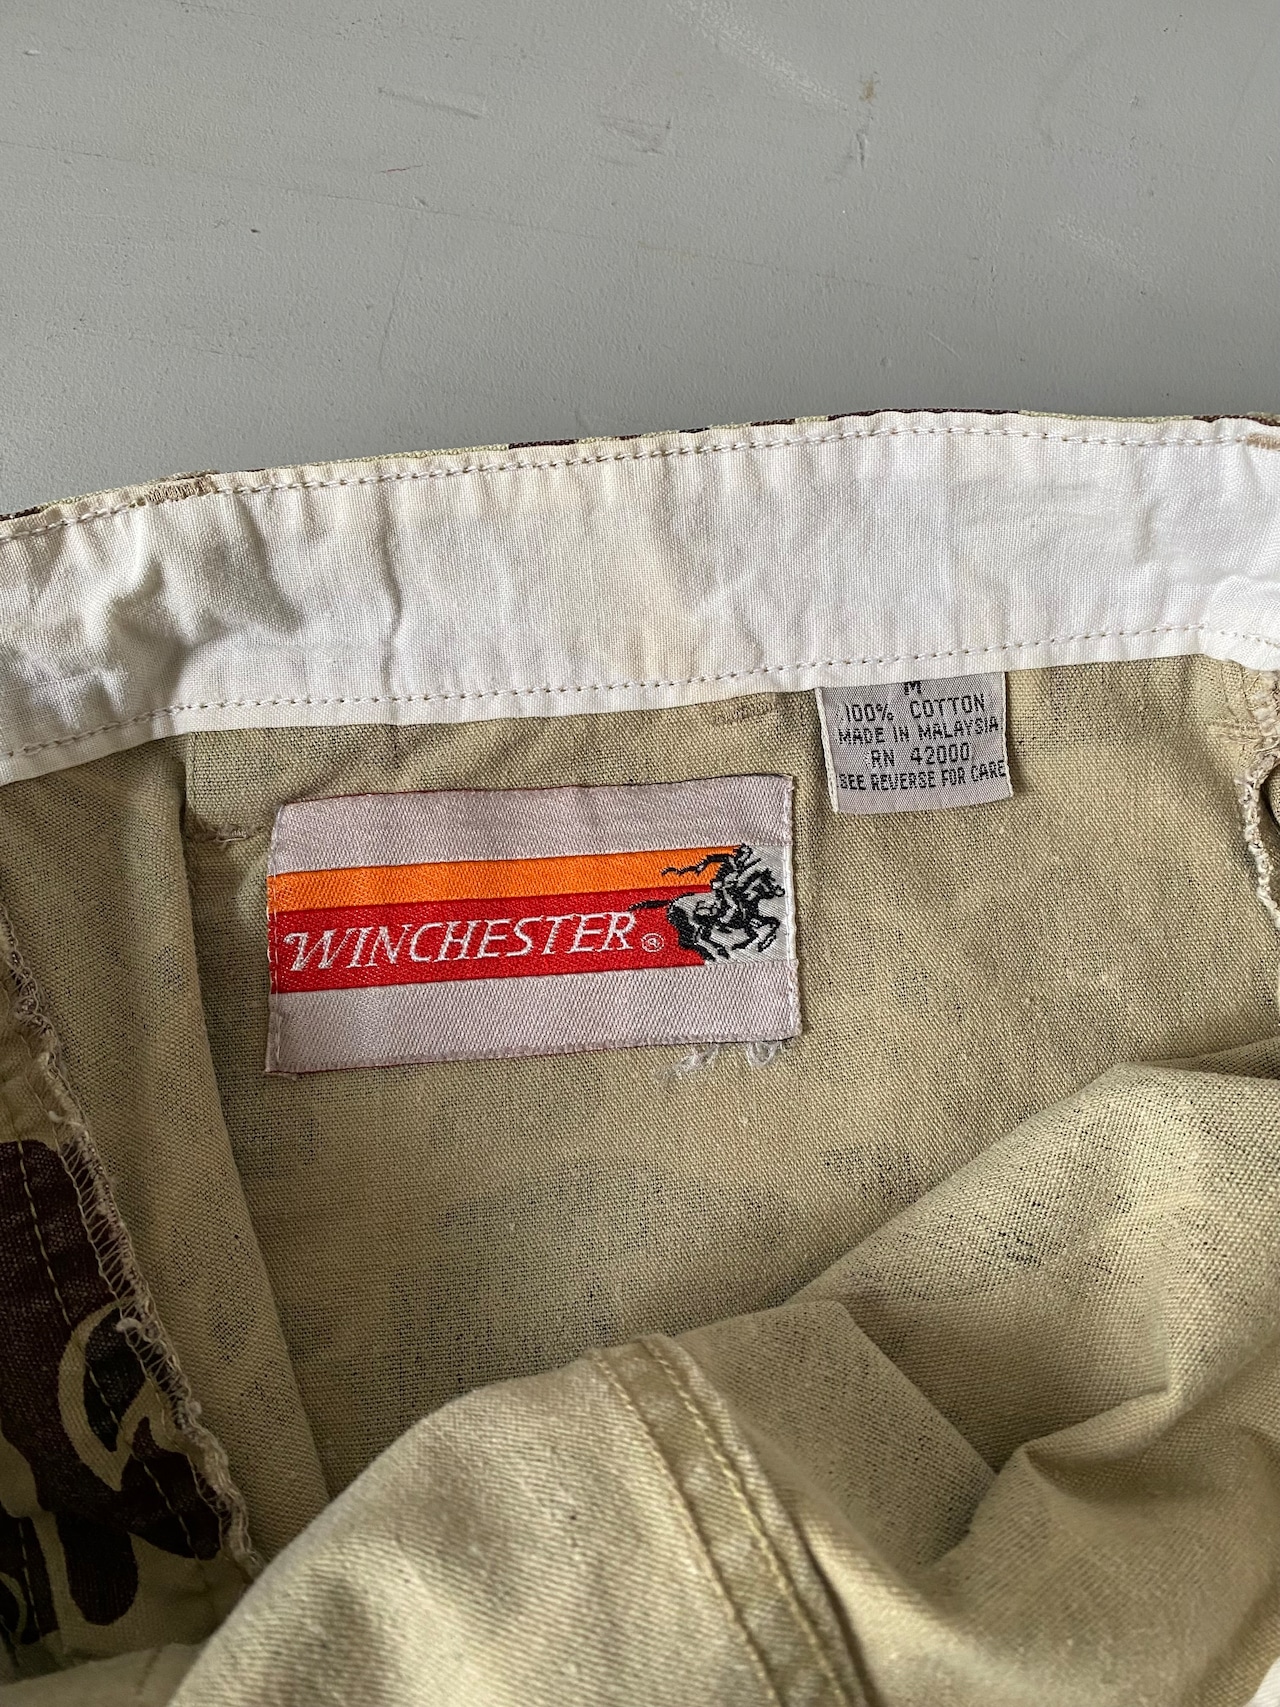 M
100% COTTON
MADE IN MALAYSIA
RN 42000
SEE REVERSE FOR CARE
WINCHESTER®